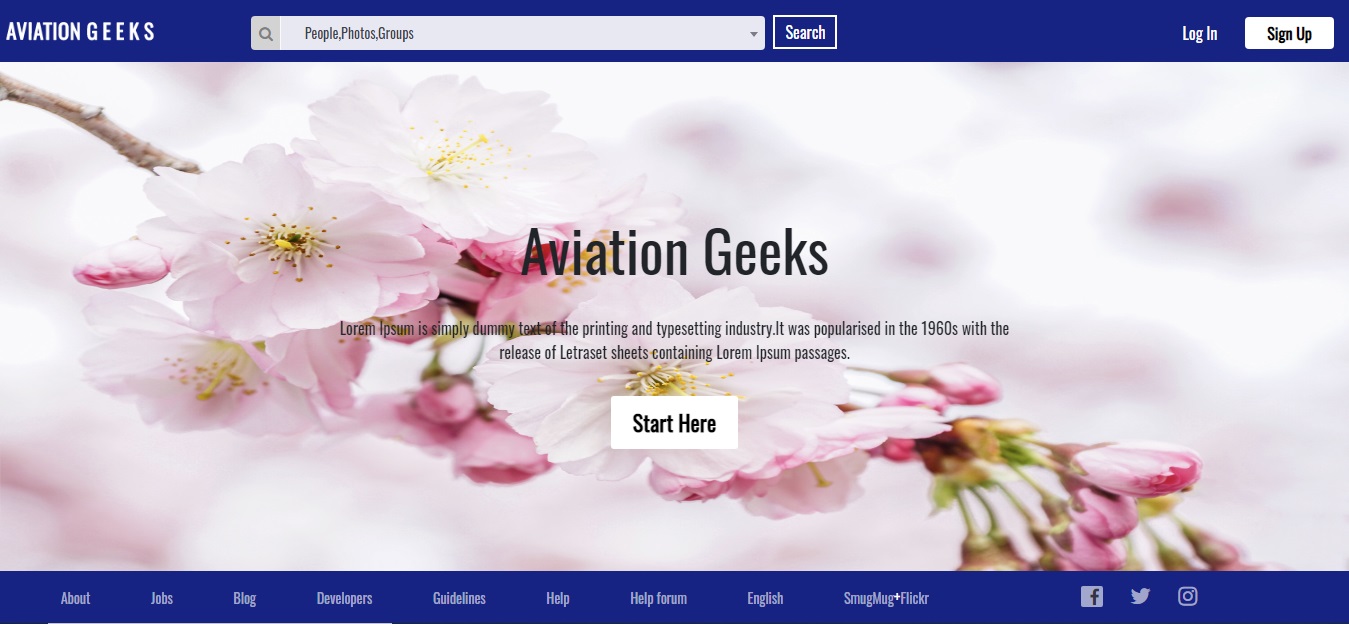 AVIATION GEEKS
People,Photos,Groups
Search
Log In
Sign Up
Aviation Geeks
Lorem Ipsum is simply dummy text of the printing and typesetting industry.It was popularised in the 1960s with the
release of Letraset sheets containing Lorem Ipsum passages.
Start Here
About
Jobs
Blog
Developers
Guidelines
Help
Help forum
English
SmugMug+Flickr